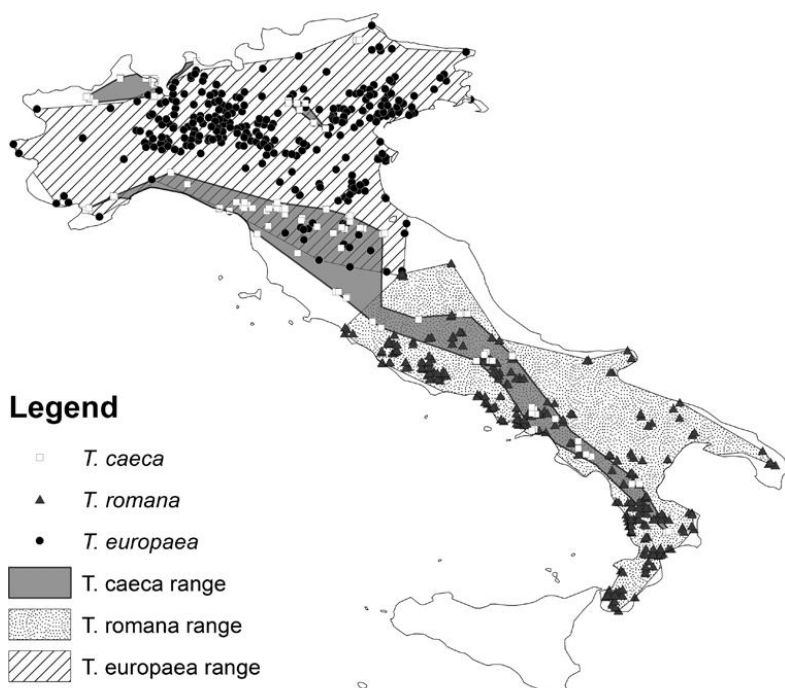 Legend
T. caeca
T. romana
T. europaea
T. caeca range
T. romana range
T. europaea range